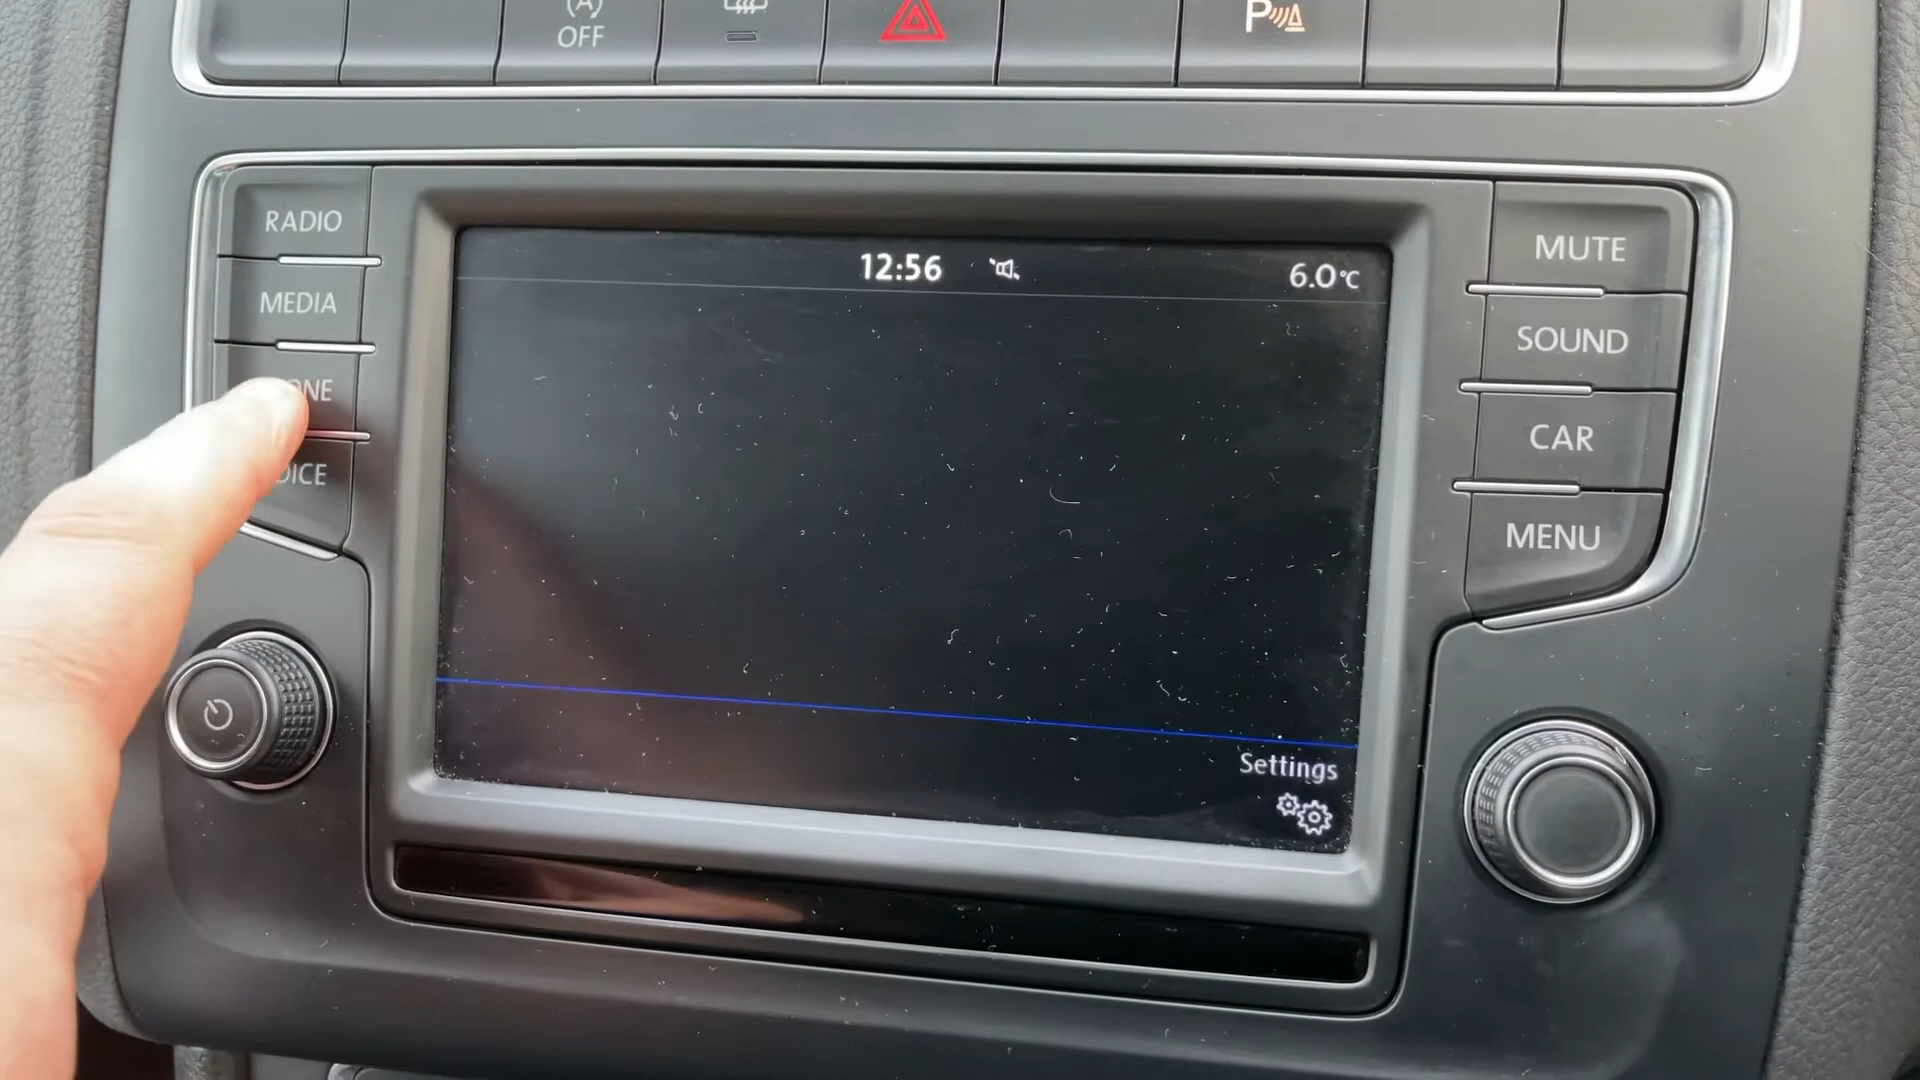 OFF
P
RADIO
MUTE
12:56
6.0°C
MEDIA
SOUND
CAR
MENU
Settings